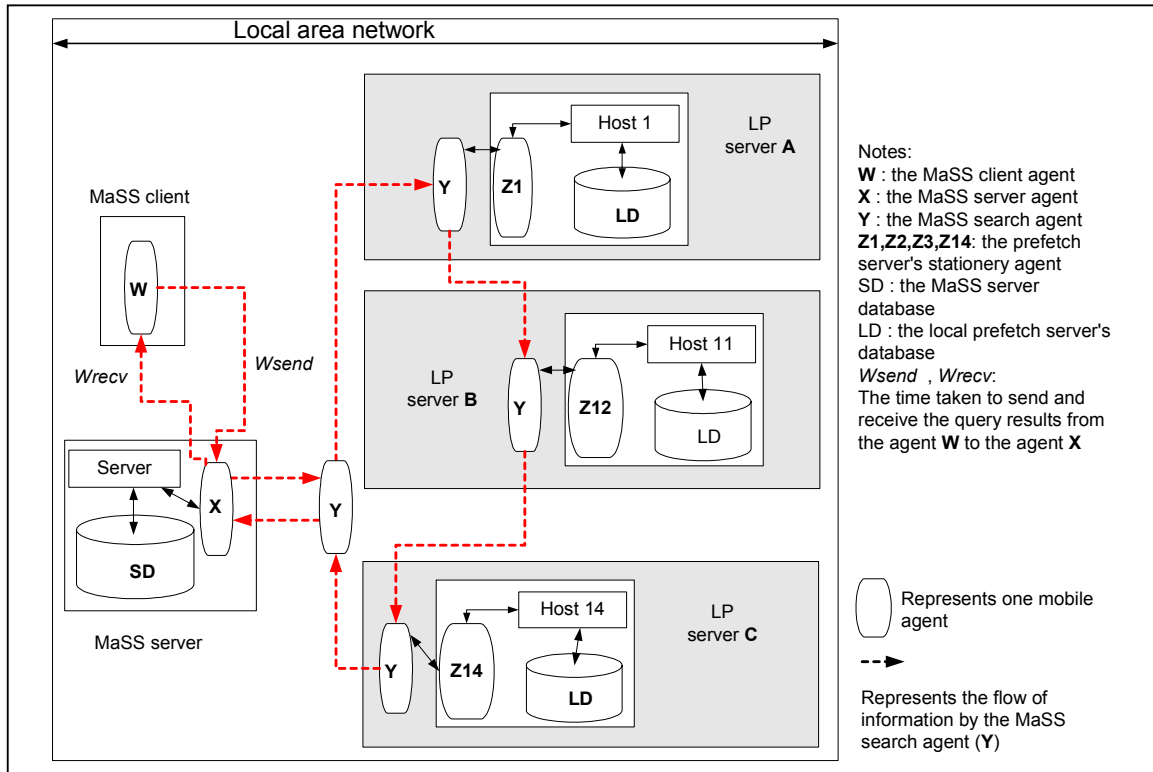 Local area network
MaSS client
W
Wrecv
Wsend
Server
X
SD
MaSS server
Y
LP
server A
Y
Z1
Host 1
LD
LP
server B
Y
Z12
Host 11
LD
LP
server C
Y
Z14
Host 14
LD
Notes:
W : the MaSS client agent
X : the MaSS server agent
Y : the MaSS search agent
Z1,Z2,Z3,Z14: the prefetch
server's stationery agent
SD : the MaSS server
database
LD : the local prefetch server's
database
Wsend , Wrecv:
The time taken to send and
receive the query results from
the agent W to the agent X
Represents one mobile
agent
Represents the flow of
information by the MaSS
search agent (Y)